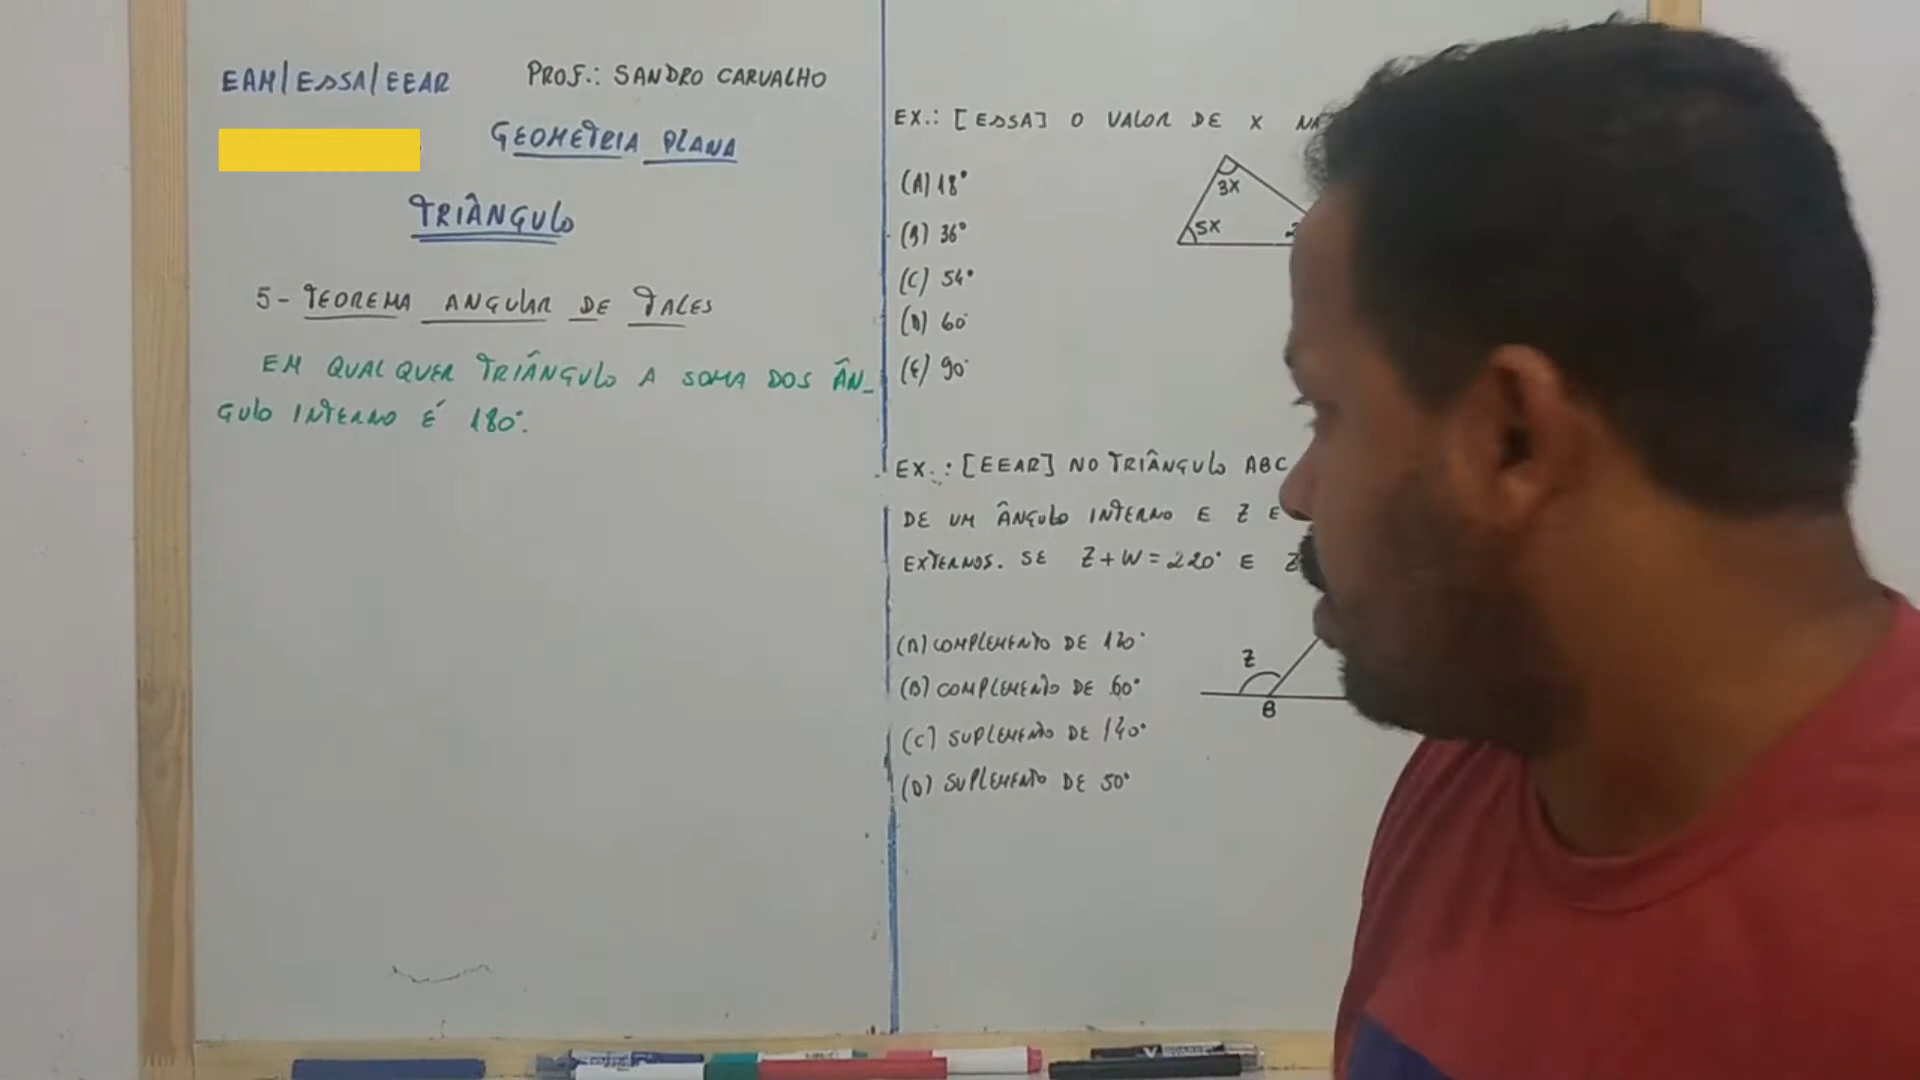 EAM/ESSA/EEAR
PROF.: SANDRO CARVALHO
GEOMETRIA PLANA
TRIÂNGULO
5- TEOREMA ANGULAR DE TALES
EM QUALQUER TRIÂNGULO A SOMA DOS ÂN_
GULO INTERNO É 180°.
EX.: [ESSA] O VALOR DE X
(A) 18°
(B) 36°
(C) 54°
(D) 60°
(E) 90°
3X
5X
EX.: [EEAR] NO TRIÂNGULO ABC
DE UM ÂNGULO INTERNO E Z E
EXTERNOS. SE Z+W=220° E Z
(A) COMPLEMENTO DE 120°
(B) COMPLEMENTO DE 60°
(C) SUPLEMENTO DE 140°
(D) SUPLEMENTO DE 50°
Z
B